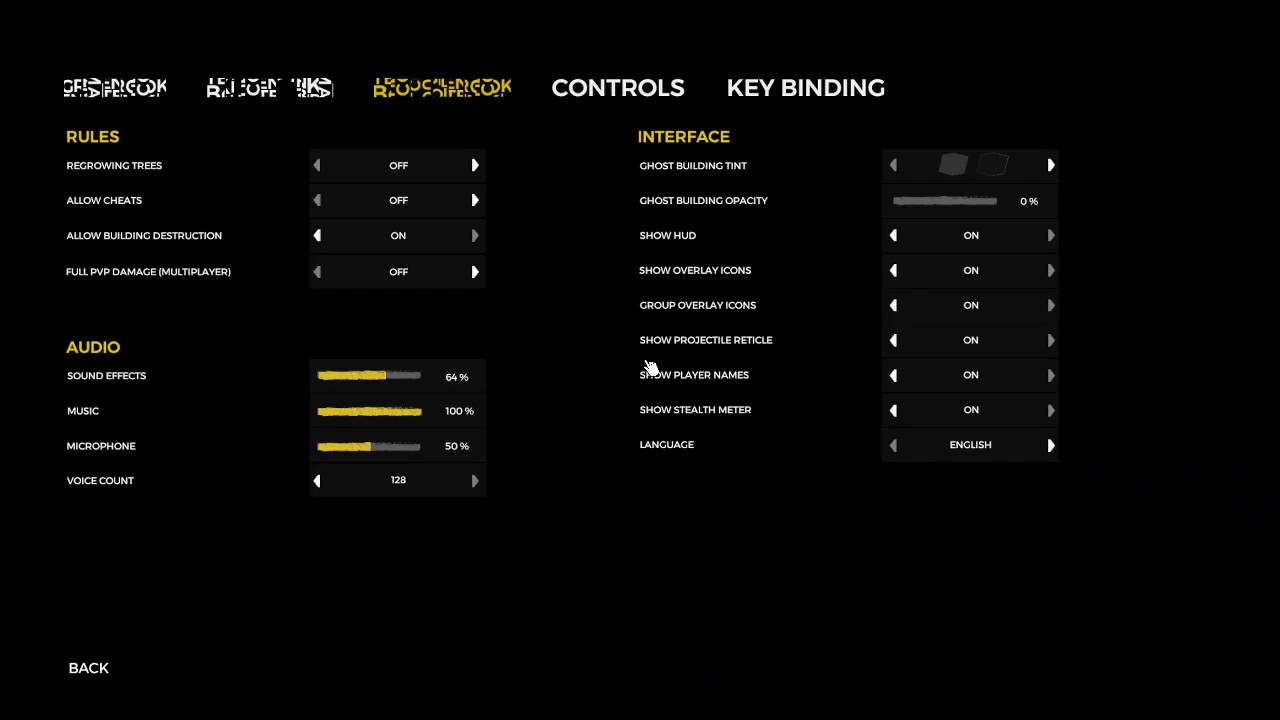 CONTROLS KEY BINDING
RULES
REGROWING TREES OFF
ALLOW CHEATS OFF
ALLOW BUILDING DESTRUCTION ON
FULL PVP DAMAGE (MULTIPLAYER) OFF
AUDIO
SOUND EFFECTS 64 %
MUSIC 100 %
MICROPHONE 50 %
VOICE COUNT 128
INTERFACE
GHOST BUILDING TINT
GHOST BUILDING OPACITY 0 %
SHOW HUD ON
SHOW OVERLAY ICONS ON
GROUP OVERLAY ICONS ON
SHOW PROJECTILE RETICLE ON
SHOW PLAYER NAMES ON
SHOW STEALTH METER ON
LANGUAGE ENGLISH
BACK